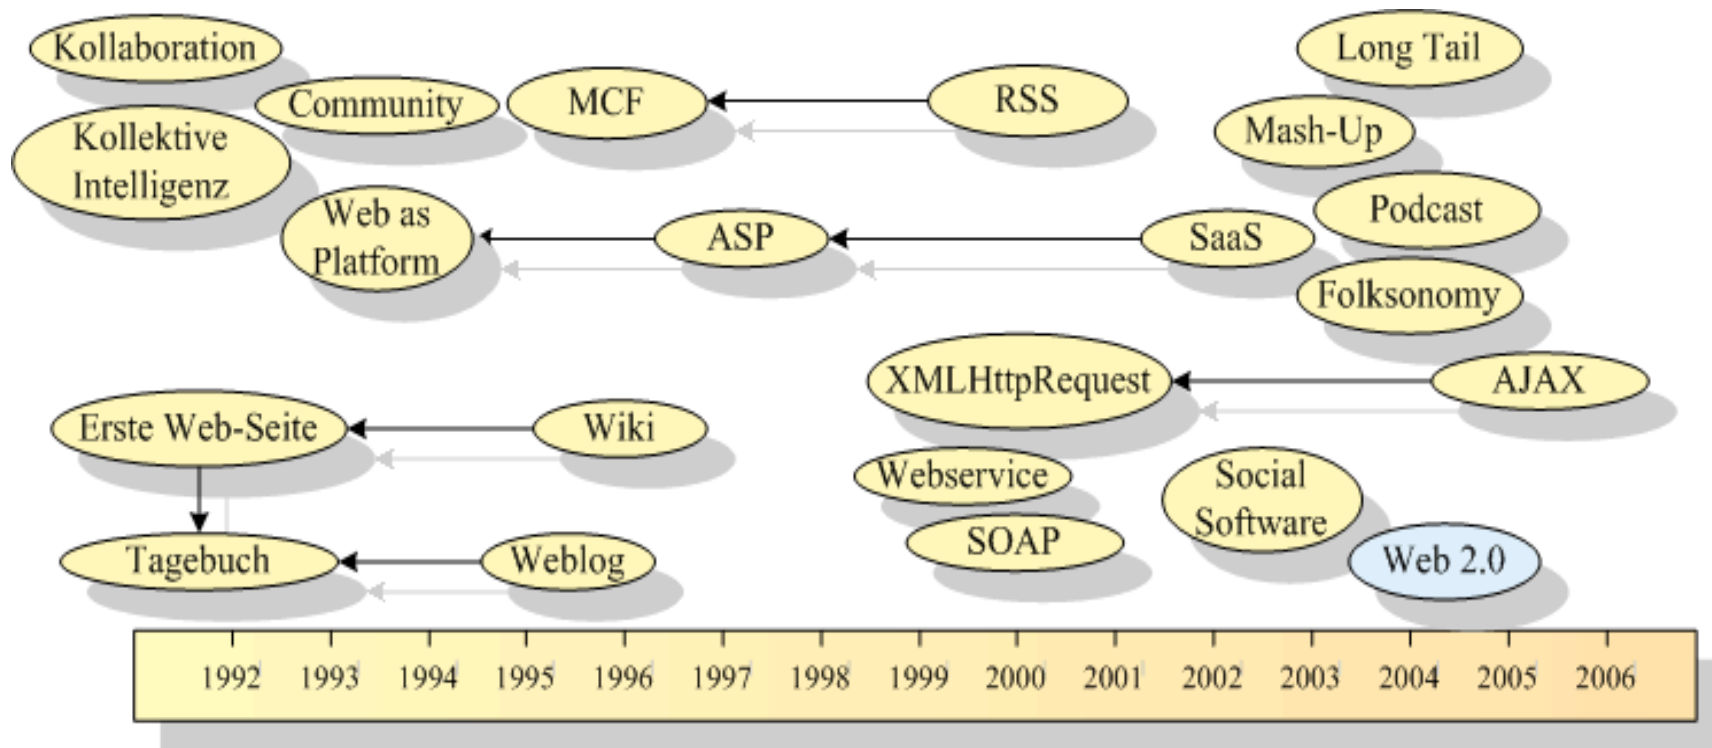 Kollaboration
Community
MCF
RSS
Long Tail
Mash-Up
Kollektive
Intelligenz
Web as
Platform
ASP
SaaS
Podcast
Folksonomy
XMLHttpRequest
AJAX
Erste Web-Seite
Wiki
Webservice
Social
Software
SOAP
Tagebuch
Weblog
Web 2.0
1992 1993 1994 1995 1996 1997 1998 1999 2000 2001 2002 2003 2004 2005 2006